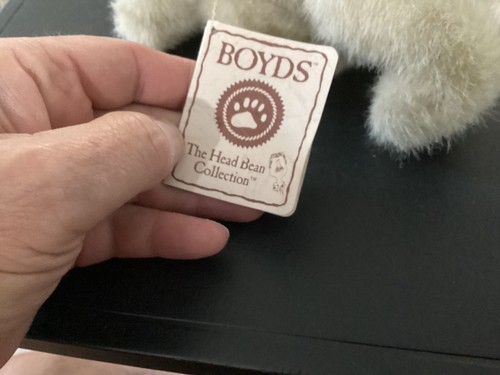 BOYDS™
The Head Bean
Collection™